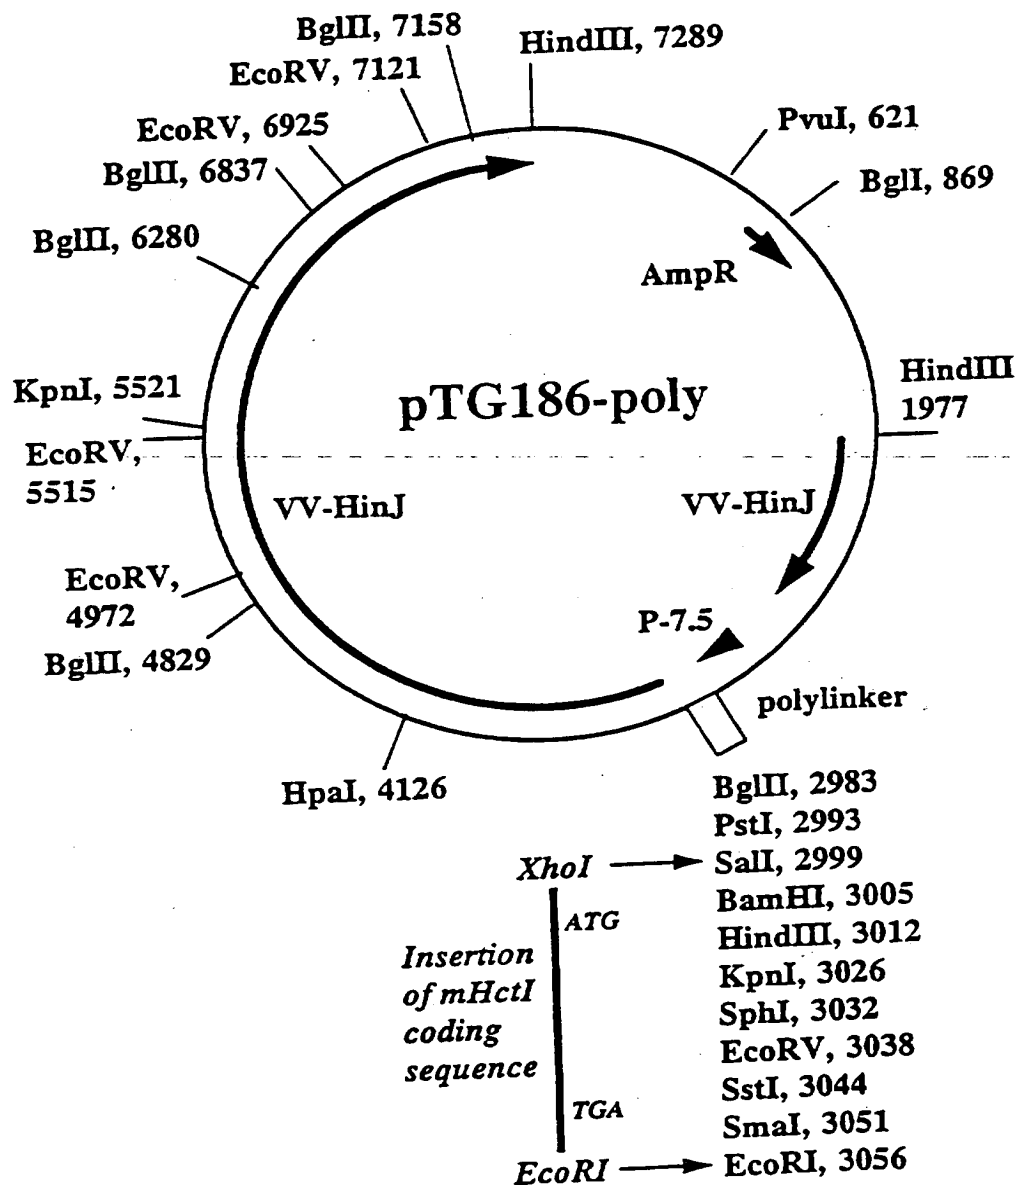 BglII, 7158
HindIII, 7289
EcoRV, 7121
EcoRV, 6925
PvuI, 621
BglII, 6837
BglI, 869
BglII, 6280
AmpR
KpnI, 5521
HindIII
1977
pTG186-poly
EcoRV,
5515
VV-HinJ
VV-HinJ
EcoRV,
4972
P-7.5
BglII, 4829
polylinker
HpaI, 4126
BglII, 2983
PstI, 2993
XhoI
SalI, 2999
BamHI, 3005
ATG
HindIII, 3012
Insertion
of mHctI
coding
sequence
KpnI, 3026
SphI, 3032
EcoRV, 3038
SstI, 3044
TGA
SmaI, 3051
EcoRI
EcoRI, 3056